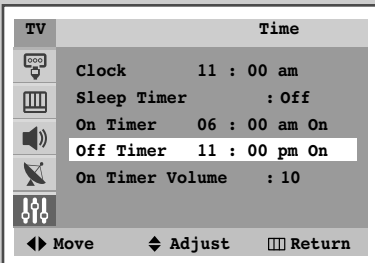 TV Time
Clock 11 : 00 am
Sleep Timer : Off
On Timer 06 : 00 am On
Off Timer 11 : 00 pm On
On Timer Volume : 10
Move Adjust Return